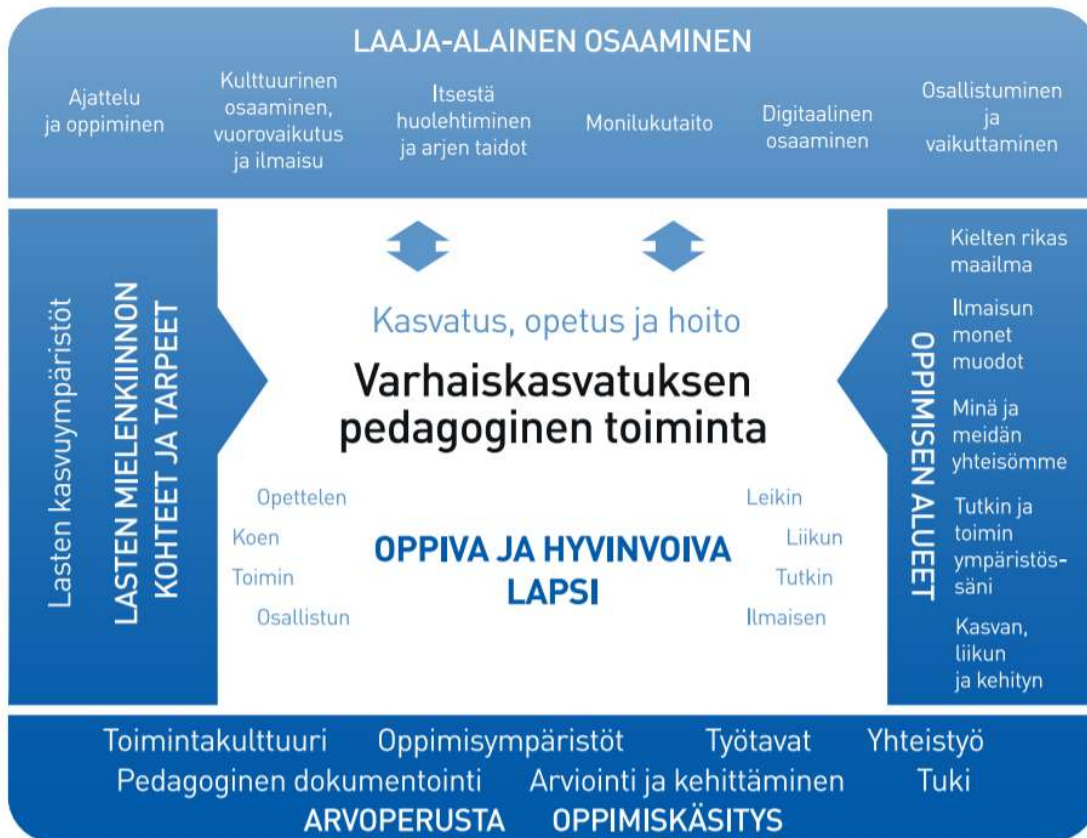 LAAJA-ALAINEN OSAAMINEN
Ajattelu
ja oppiminen
Kulttuurinen
osaaminen,
vuorovaikutus
ja ilmaisu
Itsestä
huolehtiminen
ja arjen taidot
Monilukutaito
Digitaalinen
osaaminen
Osallistuminen
ja
vaikuttaminen
Lasten kasvuympäristöt
LASTEN MIELENKIINNON
KOHTEET JA TARPEET
Kasvatus, opetus ja hoito
Varhaiskasvatuksen
pedagoginen toiminta
Opettelen
Koen
Toimin
Osallistun
OPPIVA JA HYVINVOIVA
LAPSI
Leikin
Liikun
Tutkin
Ilmaisen
OPPIMISEN ALUEET
Kielten rikas
maailma
Ilmaisun
monet
muodot
Minä ja
meidän
yhteisömme
Tutkin ja
toimin
ympäristös-
säni
Kasvan,
liikun
ja kehityn
Toimintakulttuuri Oppimisympäristöt Työtavat Yhteistyö
Pedagoginen dokumentointi Arviointi ja kehittäminen Tuki
ARVOPERUSTA OPPIMISKÄSITYS